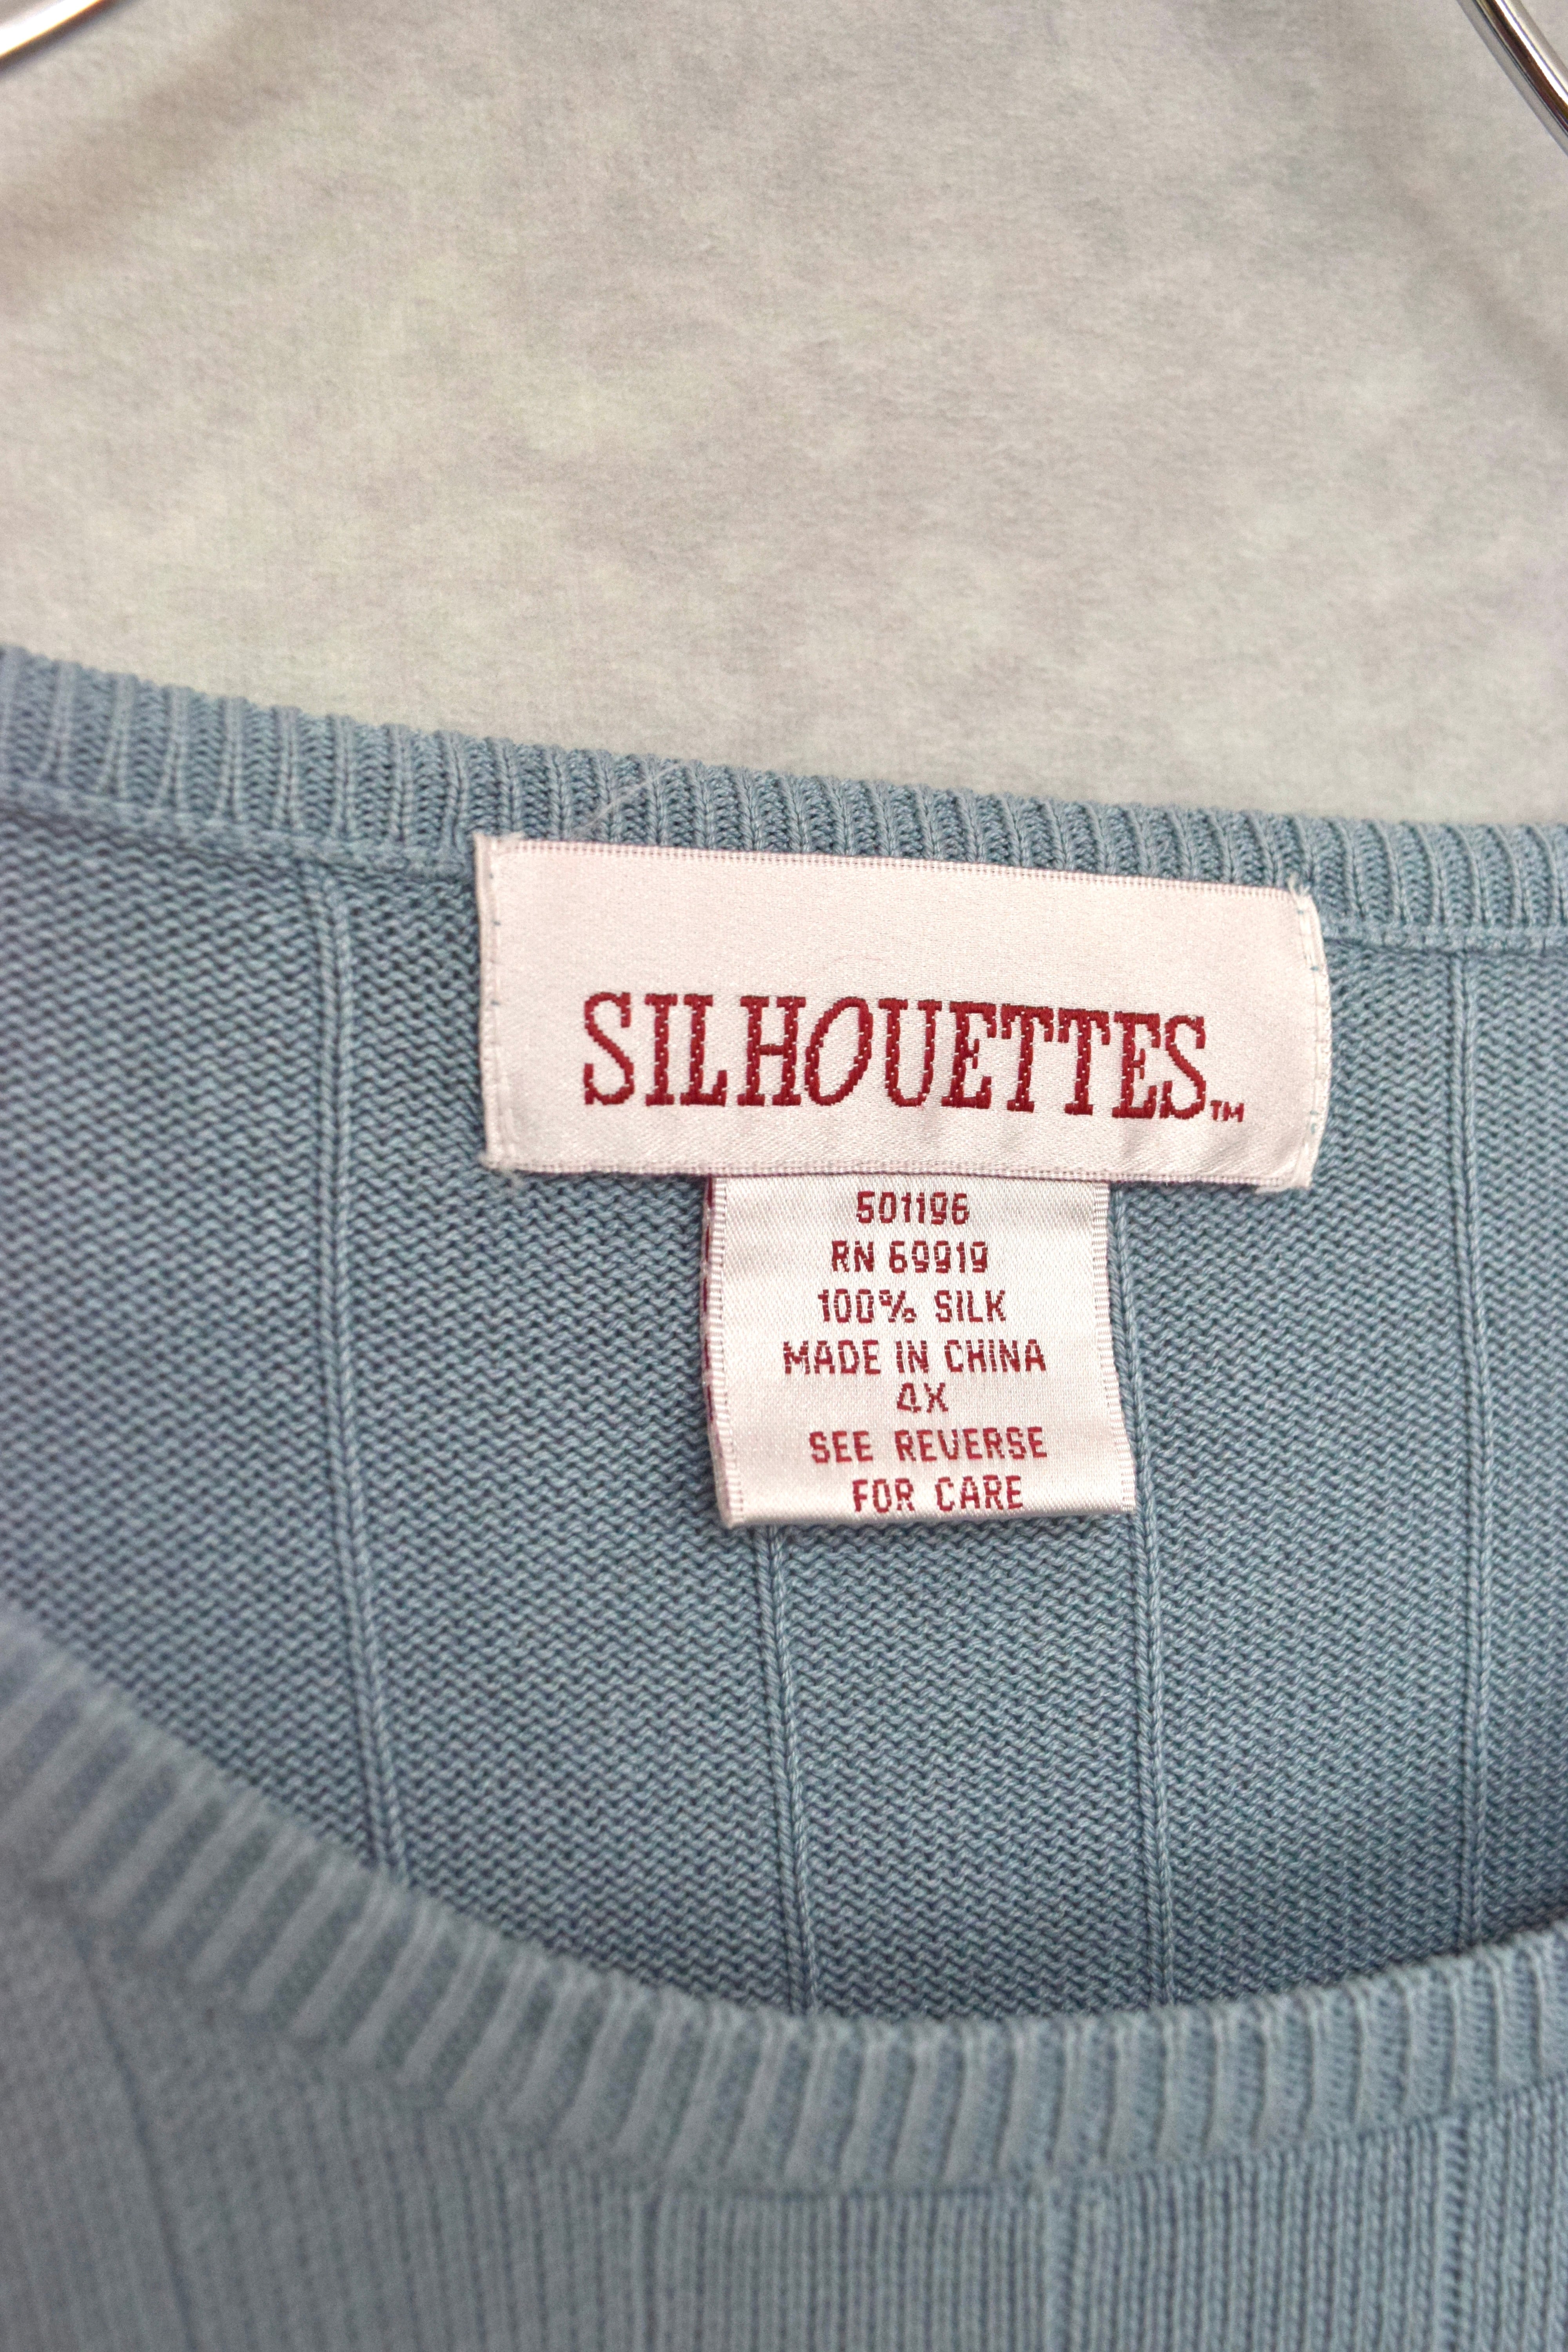 SILHOUETTES™
501196
RN 69919
100% SILK
MADE IN CHINA
4X
SEE REVERSE
FOR CARE